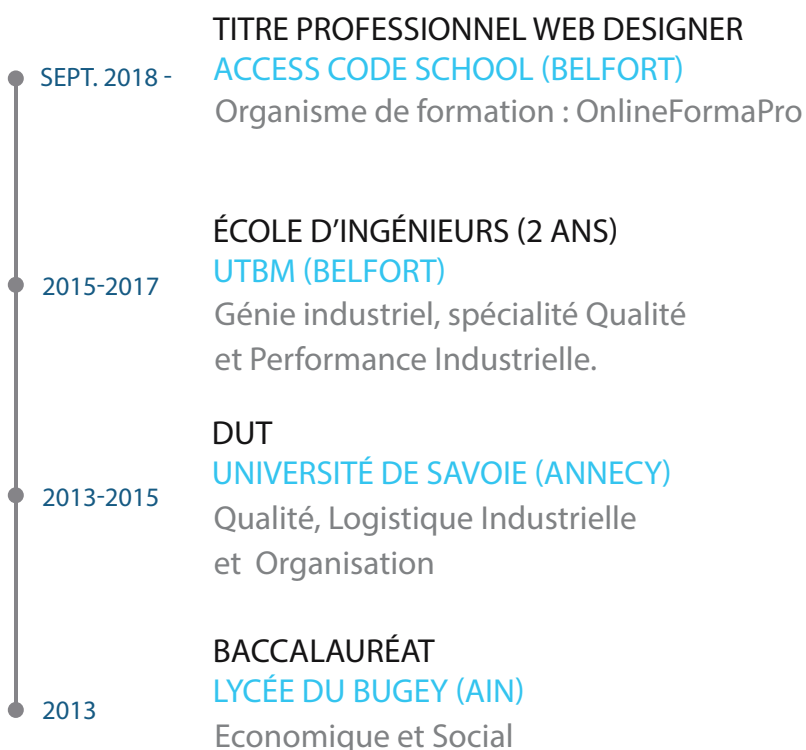 TITRE PROFESSIONNEL WEB DESIGNER
SEPT. 2018 -
ACCESS CODE SCHOOL (BELFORT)
Organisme de formation : OnlineFormaPro
ÉCOLE D’INGÉNIEURS (2 ANS)
2015-2017
UTBM (BELFORT)
Génie industriel, spécialité Qualité
et Performance Industrielle.
DUT
2013-2015
UNIVERSITÉ DE SAVOIE (ANNECY)
Qualité, Logistique Industrielle
et Organisation
BACCALAURÉAT
2013
LYCÉE DU BUGEY (AIN)
Economique et Social